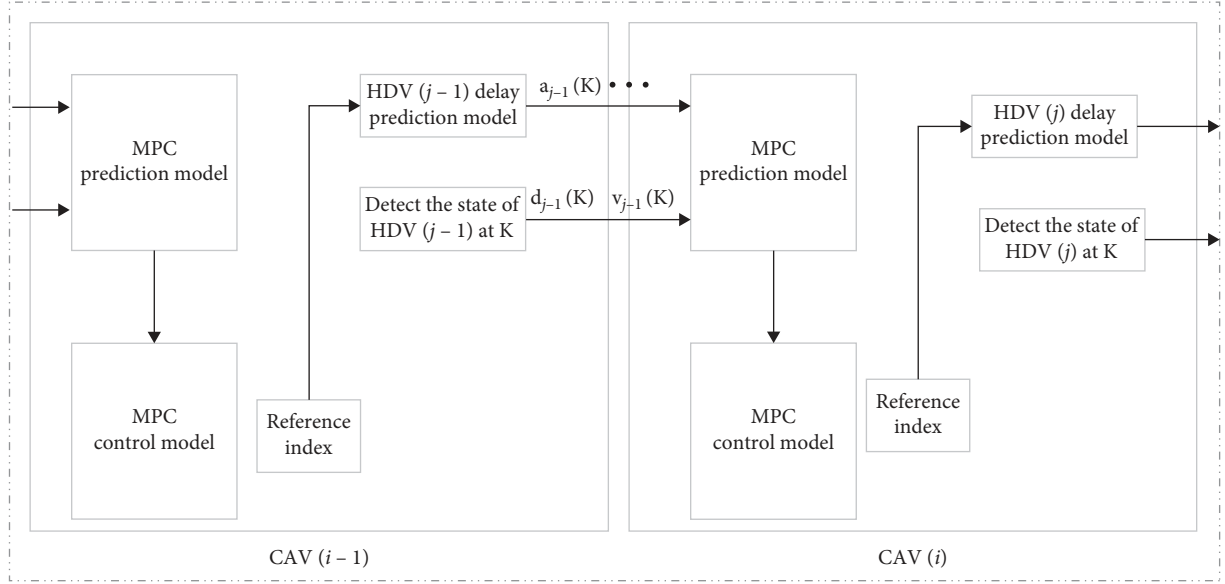 MPC
prediction model
HDV (j – 1) delay
prediction model
a_{j–1} (K) • • •
Detect the state of
HDV (j – 1) at K
d_{j–1} (K) v_{j–1} (K)
MPC
control model
Reference
index
CAV (i – 1)
MPC
prediction model
HDV (j) delay
prediction model
Detect the state of
HDV (j) at K
MPC
control model
Reference
index
CAV (i)